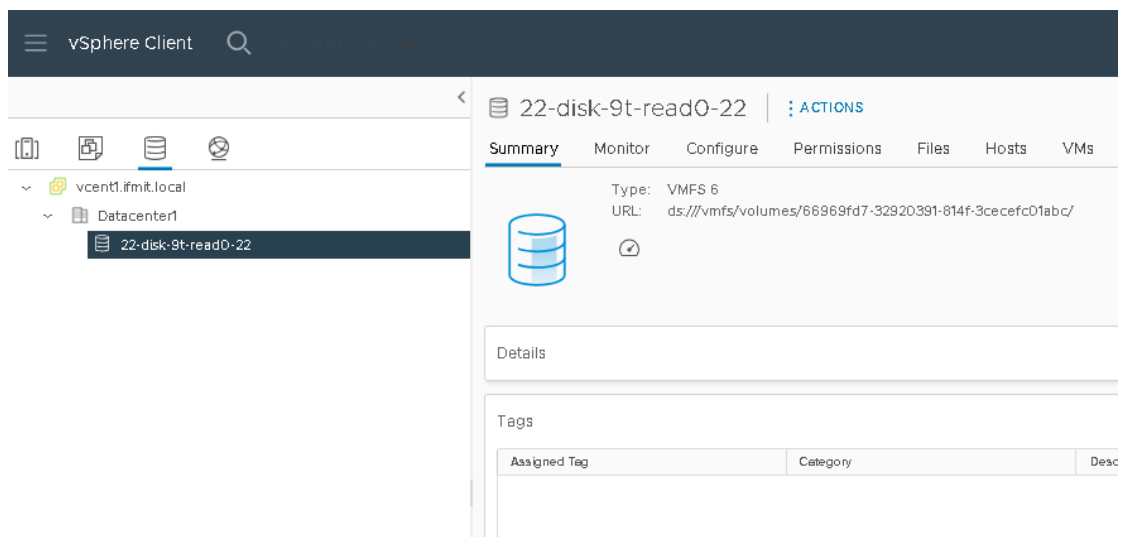 vSphere Client
22-disk-9t-read0-22
ACTIONS
Summary Monitor Configure Permissions Files Hosts VMs
vcent1.ifmit.local
Datacenter1
22-disk-9t-read0-22
Type: VMFS 6
URL: ds:///vmfs/volumes/66969fd7-32920391-814f-3cecefc01abc/
Details
Tags
Assigned Tag Category Desc